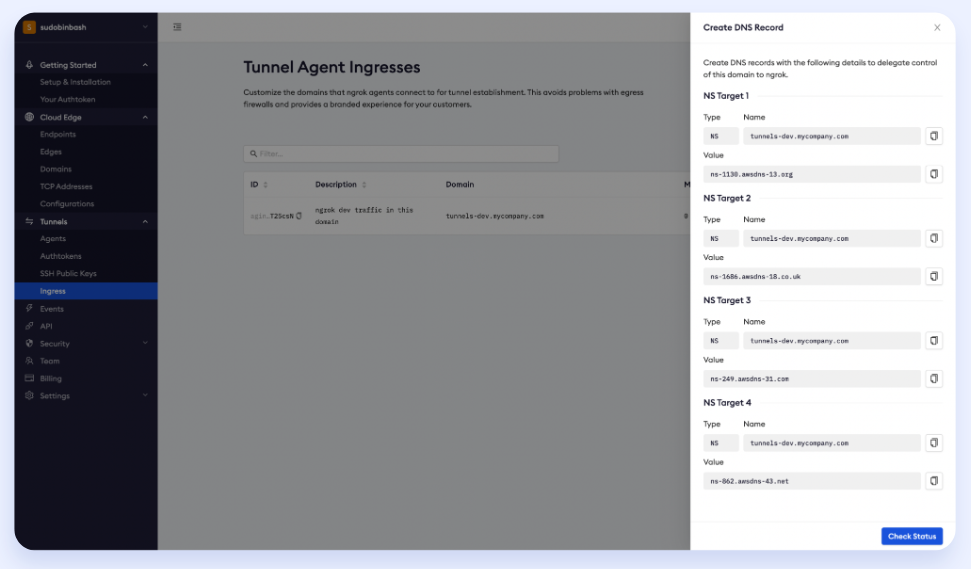 S sudobinbash
Getting Started
Setup & Installation
Your Authtoken
Cloud Edge
Endpoints
Edges
Domains
TCP Addresses
Configurations
Tunnels
Agents
Authtokens
SSH Public Keys
Ingress
Events
API
Security
Team
Billing
Settings
Tunnel Agent Ingresses
Customize the domains that ngrok agents connect to for tunnel establishment. This avoids problems with egress
firewalls and provides a branded experience for your customers.
Filter...
ID Description Domain M
ngrok dev traffic in this
domain
tunnels-dev.mycompany.com
Create DNS Record
Create DNS records with the following details to delegate control
of this domain to ngrok.
NS Target 1
Type Name
NS tunnels-dev.mycompany.com
Value
ns-1130.awsdns-13.org
NS Target 2
Type Name
NS tunnels-dev.mycompany.com
Value
ns-1686.awsdns-18.co.uk
NS Target 3
Type Name
NS tunnels-dev.mycompany.com
Value
ns-249.awsdns-31.com
NS Target 4
Type Name
NS tunnels-dev.mycompany.com
Value
ns-862.awsdns-43.net
Check Status